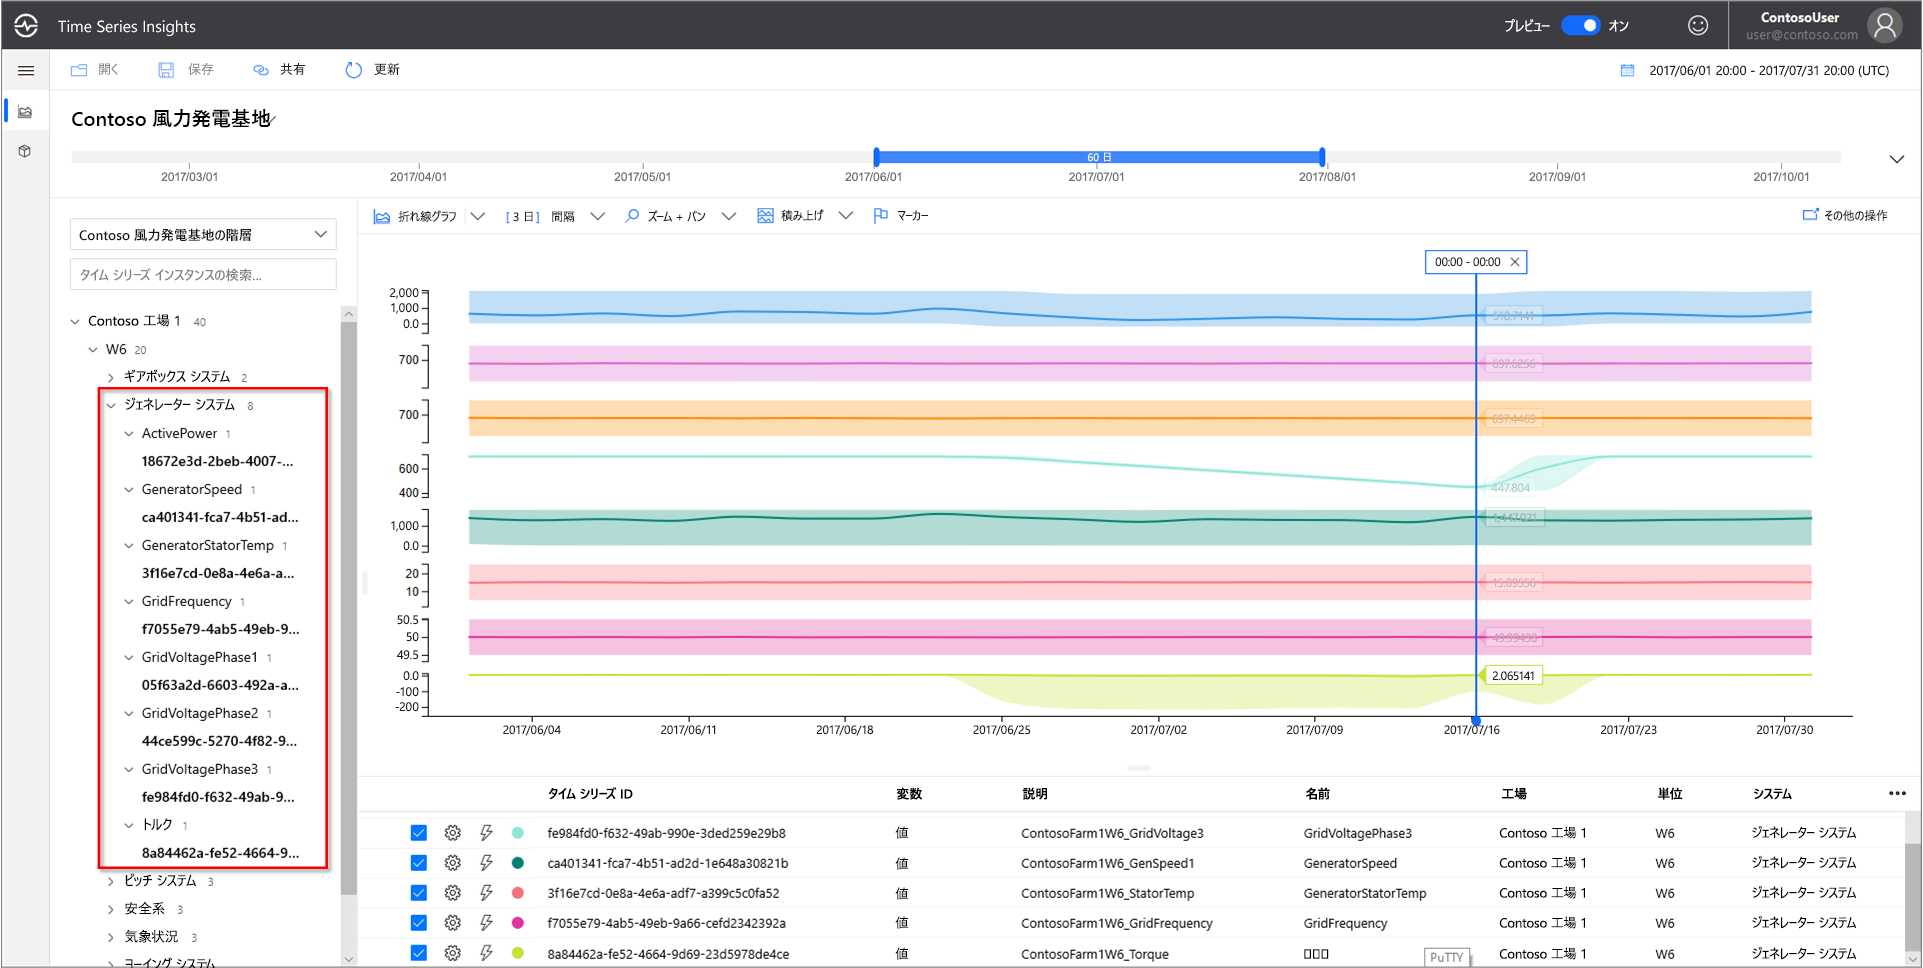 Time Series Insights
プレビュー オン
ContosoUser
user@contoso.com
開く 保存 共有 更新
2017/06/01 20:00 - 2017/07/31 20:00 (UTC)
Contoso 風力発電基地
60 日
2017/03/01 2017/04/01 2017/05/01 2017/06/01 2017/07/01 2017/08/01 2017/09/01 2017/10/01
Contoso 風力発電基地の階層
タイム シリーズ インスタンスの検索...
Contoso 工場 1 40
W6 20
ギアボックス システム 2
ジェネレーター システム 8
ActivePower 1
18672e3d-2beb-4007-...
GeneratorSpeed 1
ca401341-fca7-4b51-ad...
GeneratorStatorTemp 1
3f16e7cd-0e8a-4e6a-a...
GridFrequency 1
f7055e79-4ab5-49eb-9...
GridVoltagePhase1 1
05f63a2d-6603-492a-a...
GridVoltagePhase2 1
44ce599c-5270-4f82-9...
GridVoltagePhase3 1
fe984fd0-f632-49ab-9...
トルク 1
8a84462a-fe52-4664-9...
ピッチ システム 3
安全系 3
気象状況 3
ヨーイング システム
折れ線グラフ [ 3 日 ] 間隔 ズーム + パン 積み上げ マーカー
その他の操作
00:00 - 00:00
2,000
1,000
0.0
518.7141
700
697.6256
700
697.4469
600
400
447.804
1,000
0.0
1,447.021
20
10
15.09556
50.5
50
49.5
49.99430
0.0
-100
-200
2.065141
2017/06/04 2017/06/11 2017/06/18 2017/06/25 2017/07/02 2017/07/09 2017/07/16 2017/07/23 2017/07/30
タイム シリーズ ID 変数 説明 名前 工場 単位 システム
fe984fd0-f632-49ab-990e-3ded259e29b8 値 ContosoFarm1W6_GridVoltage3 GridVoltagePhase3 Contoso 工場 1 W6 ジェネレーター システム
ca401341-fca7-4b51-ad2d-1e648a30821b 値 ContosoFarm1W6_GenSpeed1 GeneratorSpeed Contoso 工場 1 W6 ジェネレーター システム
3f16e7cd-0e8a-4e6a-adf7-a399c5c0fa52 値 ContosoFarm1W6_StatorTemp GeneratorStatorTemp Contoso 工場 1 W6 ジェネレーター システム
f7055e79-4ab5-49eb-9a66-cefd2342392a 値 ContosoFarm1W6_GridFrequency GridFrequency Contoso 工場 1 W6 ジェネレーター システム
8a84462a-fe52-4664-9d69-23d5978de4ce 値 ContosoFarm1W6_Torque □□□ Contoso 工場 1 W6 ジェネレーター システム
PuTTY